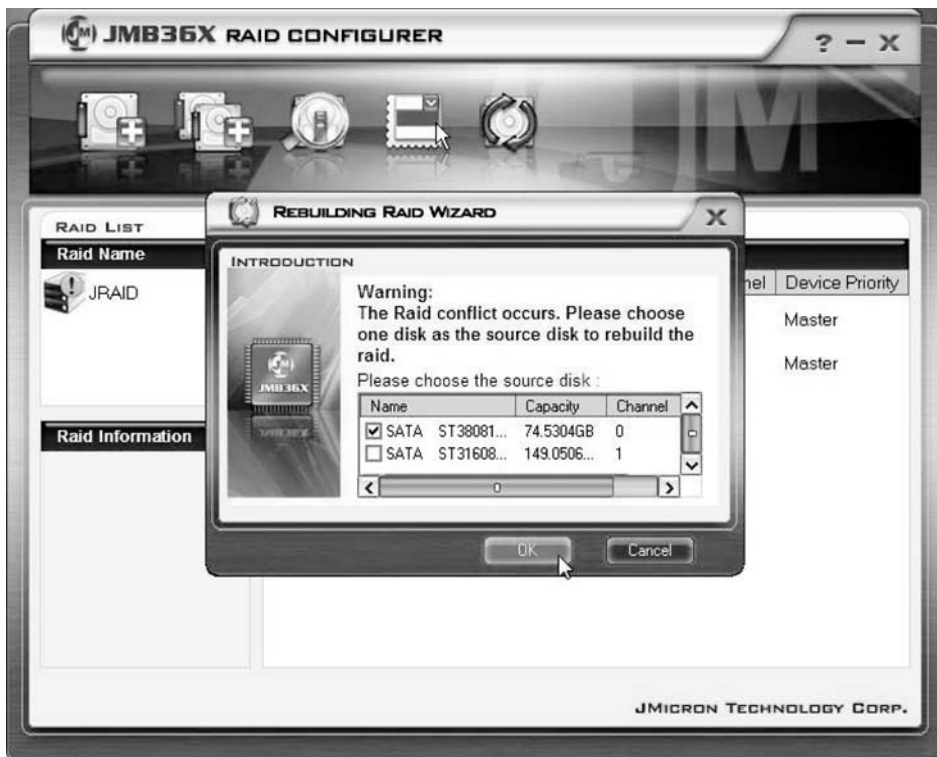 JMB36X RAID CONFIGURER
? – X
RAID LIST
Raid Name
JRAID
nel Device Priority
Master
Master
Raid Information
REBUILDING RAID WIZARD X
INTRODUCTION
JMB36X
Warning:
The Raid conflict occurs. Please choose
one disk as the source disk to rebuild the
raid.
Please choose the source disk :
Name Capacity Channel
SATA ST38081... 74.5304GB 0
SATA ST31608... 149.0506... 1
OK Cancel
JMICRON TECHNOLOGY CORP.